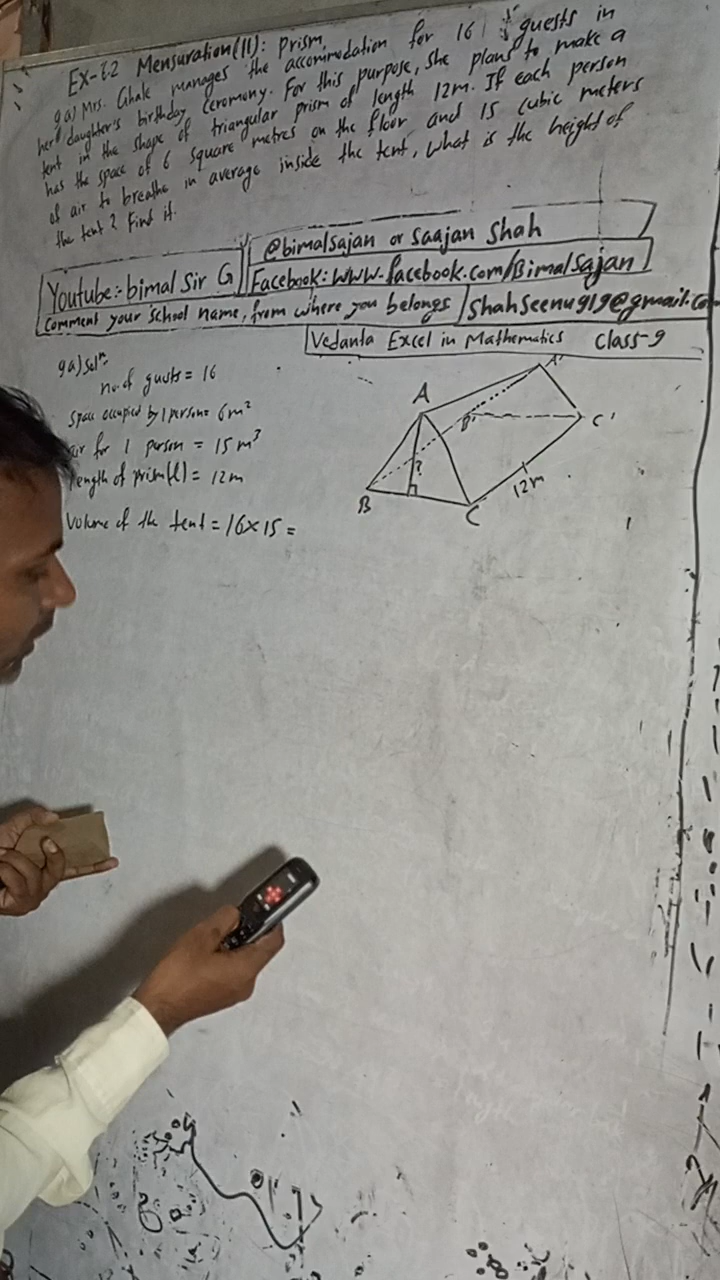 Ex-6.2 Mensuration(II): Prism
9a) Mrs. Ghale manages the accommodation for 16 guests in
her daughter's birthday ceromony. For this purpose, she plans to make a
tent in the shape of triangular prism of length 12m. If each person
has the space of 6 square metres on the floor and 15 cubic meters
of air to breathe in average inside the tent, what is the height of
the tent? Find it.
@bimalsajan or Saajan Shah
Youtube:- bimal Sir G
Facebook: www.facebook.com/Bimalsajan
Comment your school name, from where you belongs
Shahseenu919@gmail.com
Vedanta Excel in Mathematics Class-9
9a) solⁿ
no. of guests = 16
space occupied by 1 person = 6m²
air for 1 person = 15m³
length of prism(l) = 12m
Volume of the tent = 16×15 =
A
A'
B'
C'
?
B
C
12m